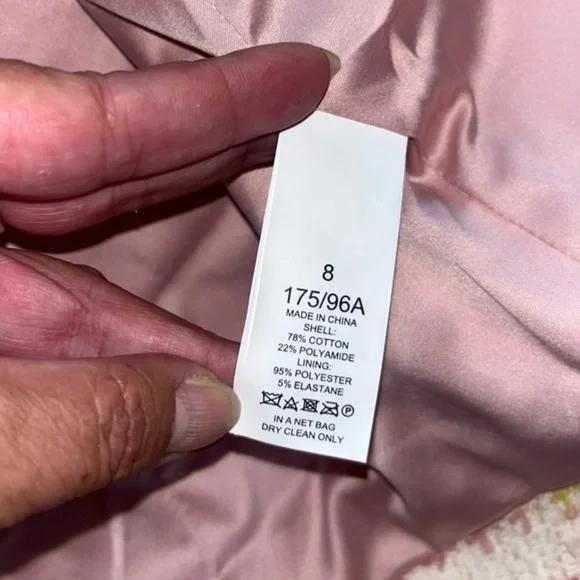 8
175/96A
MADE IN CHINA
SHELL:
78% COTTON
22% POLYAMIDE
LINING:
95% POLYESTER
5% ELASTANE
P
IN A NET BAG
DRY CLEAN ONLY